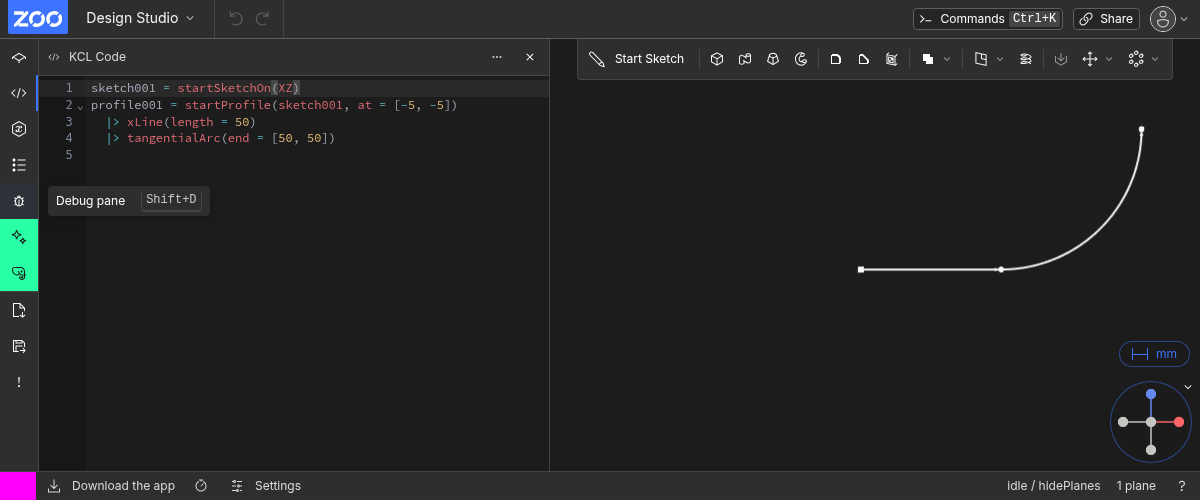 ZOO Design Studio Commands Ctrl+K Share
KCL Code ... Start Sketch
1 sketch001 = startSketchOn(XZ)
2 profile001 = startProfile(sketch001, at = [-5, -5])
3 |> xLine(length = 50)
4 |> tangentialArc(end = [50, 50])
5
Debug pane Shift+D
mm
Download the app Settings idle / hidePlanes 1 plane ?